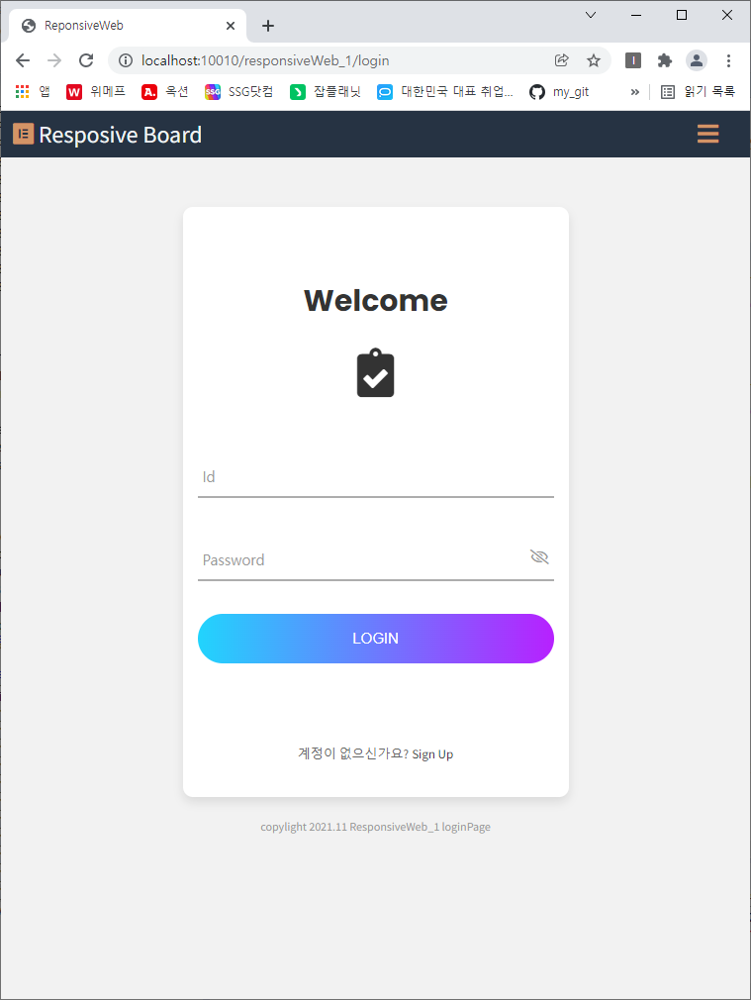 ReponsiveWeb
localhost:10010/responsiveWeb_1/login
앱 W 위메프 A. 옥션 SSG SSG닷컴 잡플래닛 대한민국 대표 취업... my_git » 읽기 목록
Resposive Board
Welcome
Id
Password
LOGIN
계정이 없으신가요? Sign Up
copylight 2021.11 ResponsiveWeb_1 loginPage